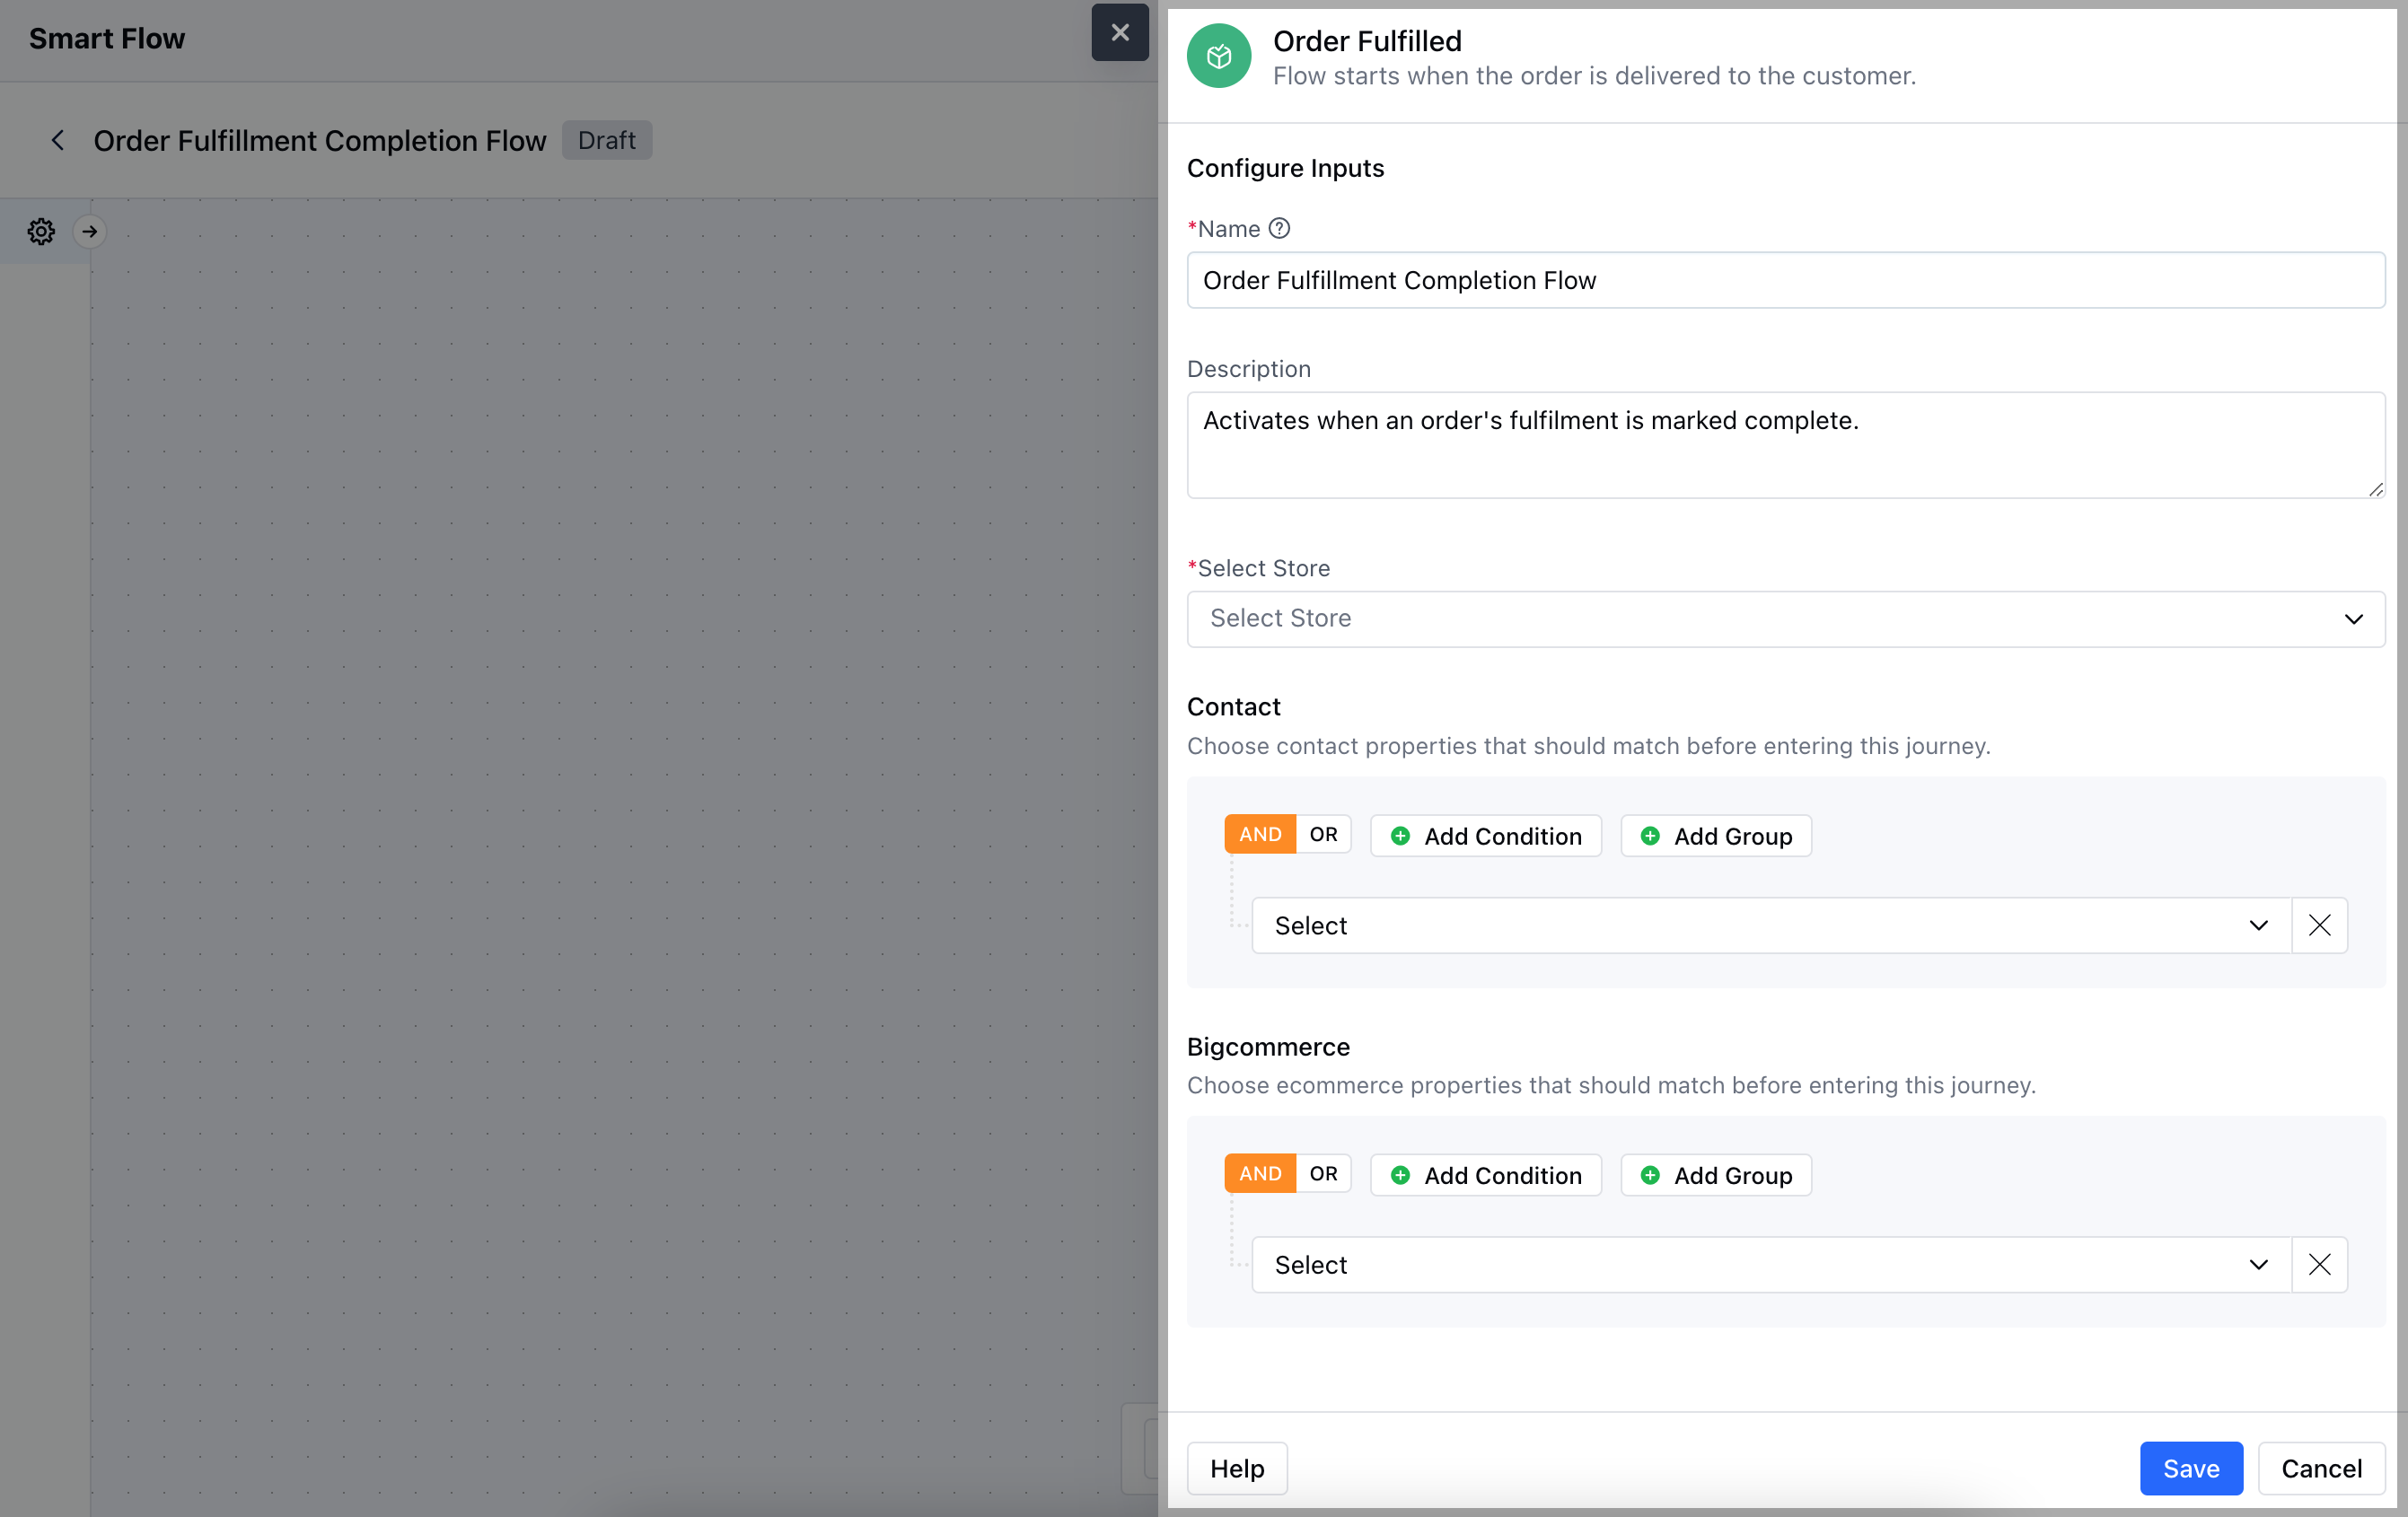 Smart Flow
Order Fulfillment Completion Flow Draft
Order Fulfilled
Flow starts when the order is delivered to the customer.
Configure Inputs
*Name
Order Fulfillment Completion Flow
Description
Activates when an order's fulfilment is marked complete.
*Select Store
Select Store
Contact
Choose contact properties that should match before entering this journey.
AND OR Add Condition Add Group
Select
Bigcommerce
Choose ecommerce properties that should match before entering this journey.
AND OR Add Condition Add Group
Select
Help Save Cancel